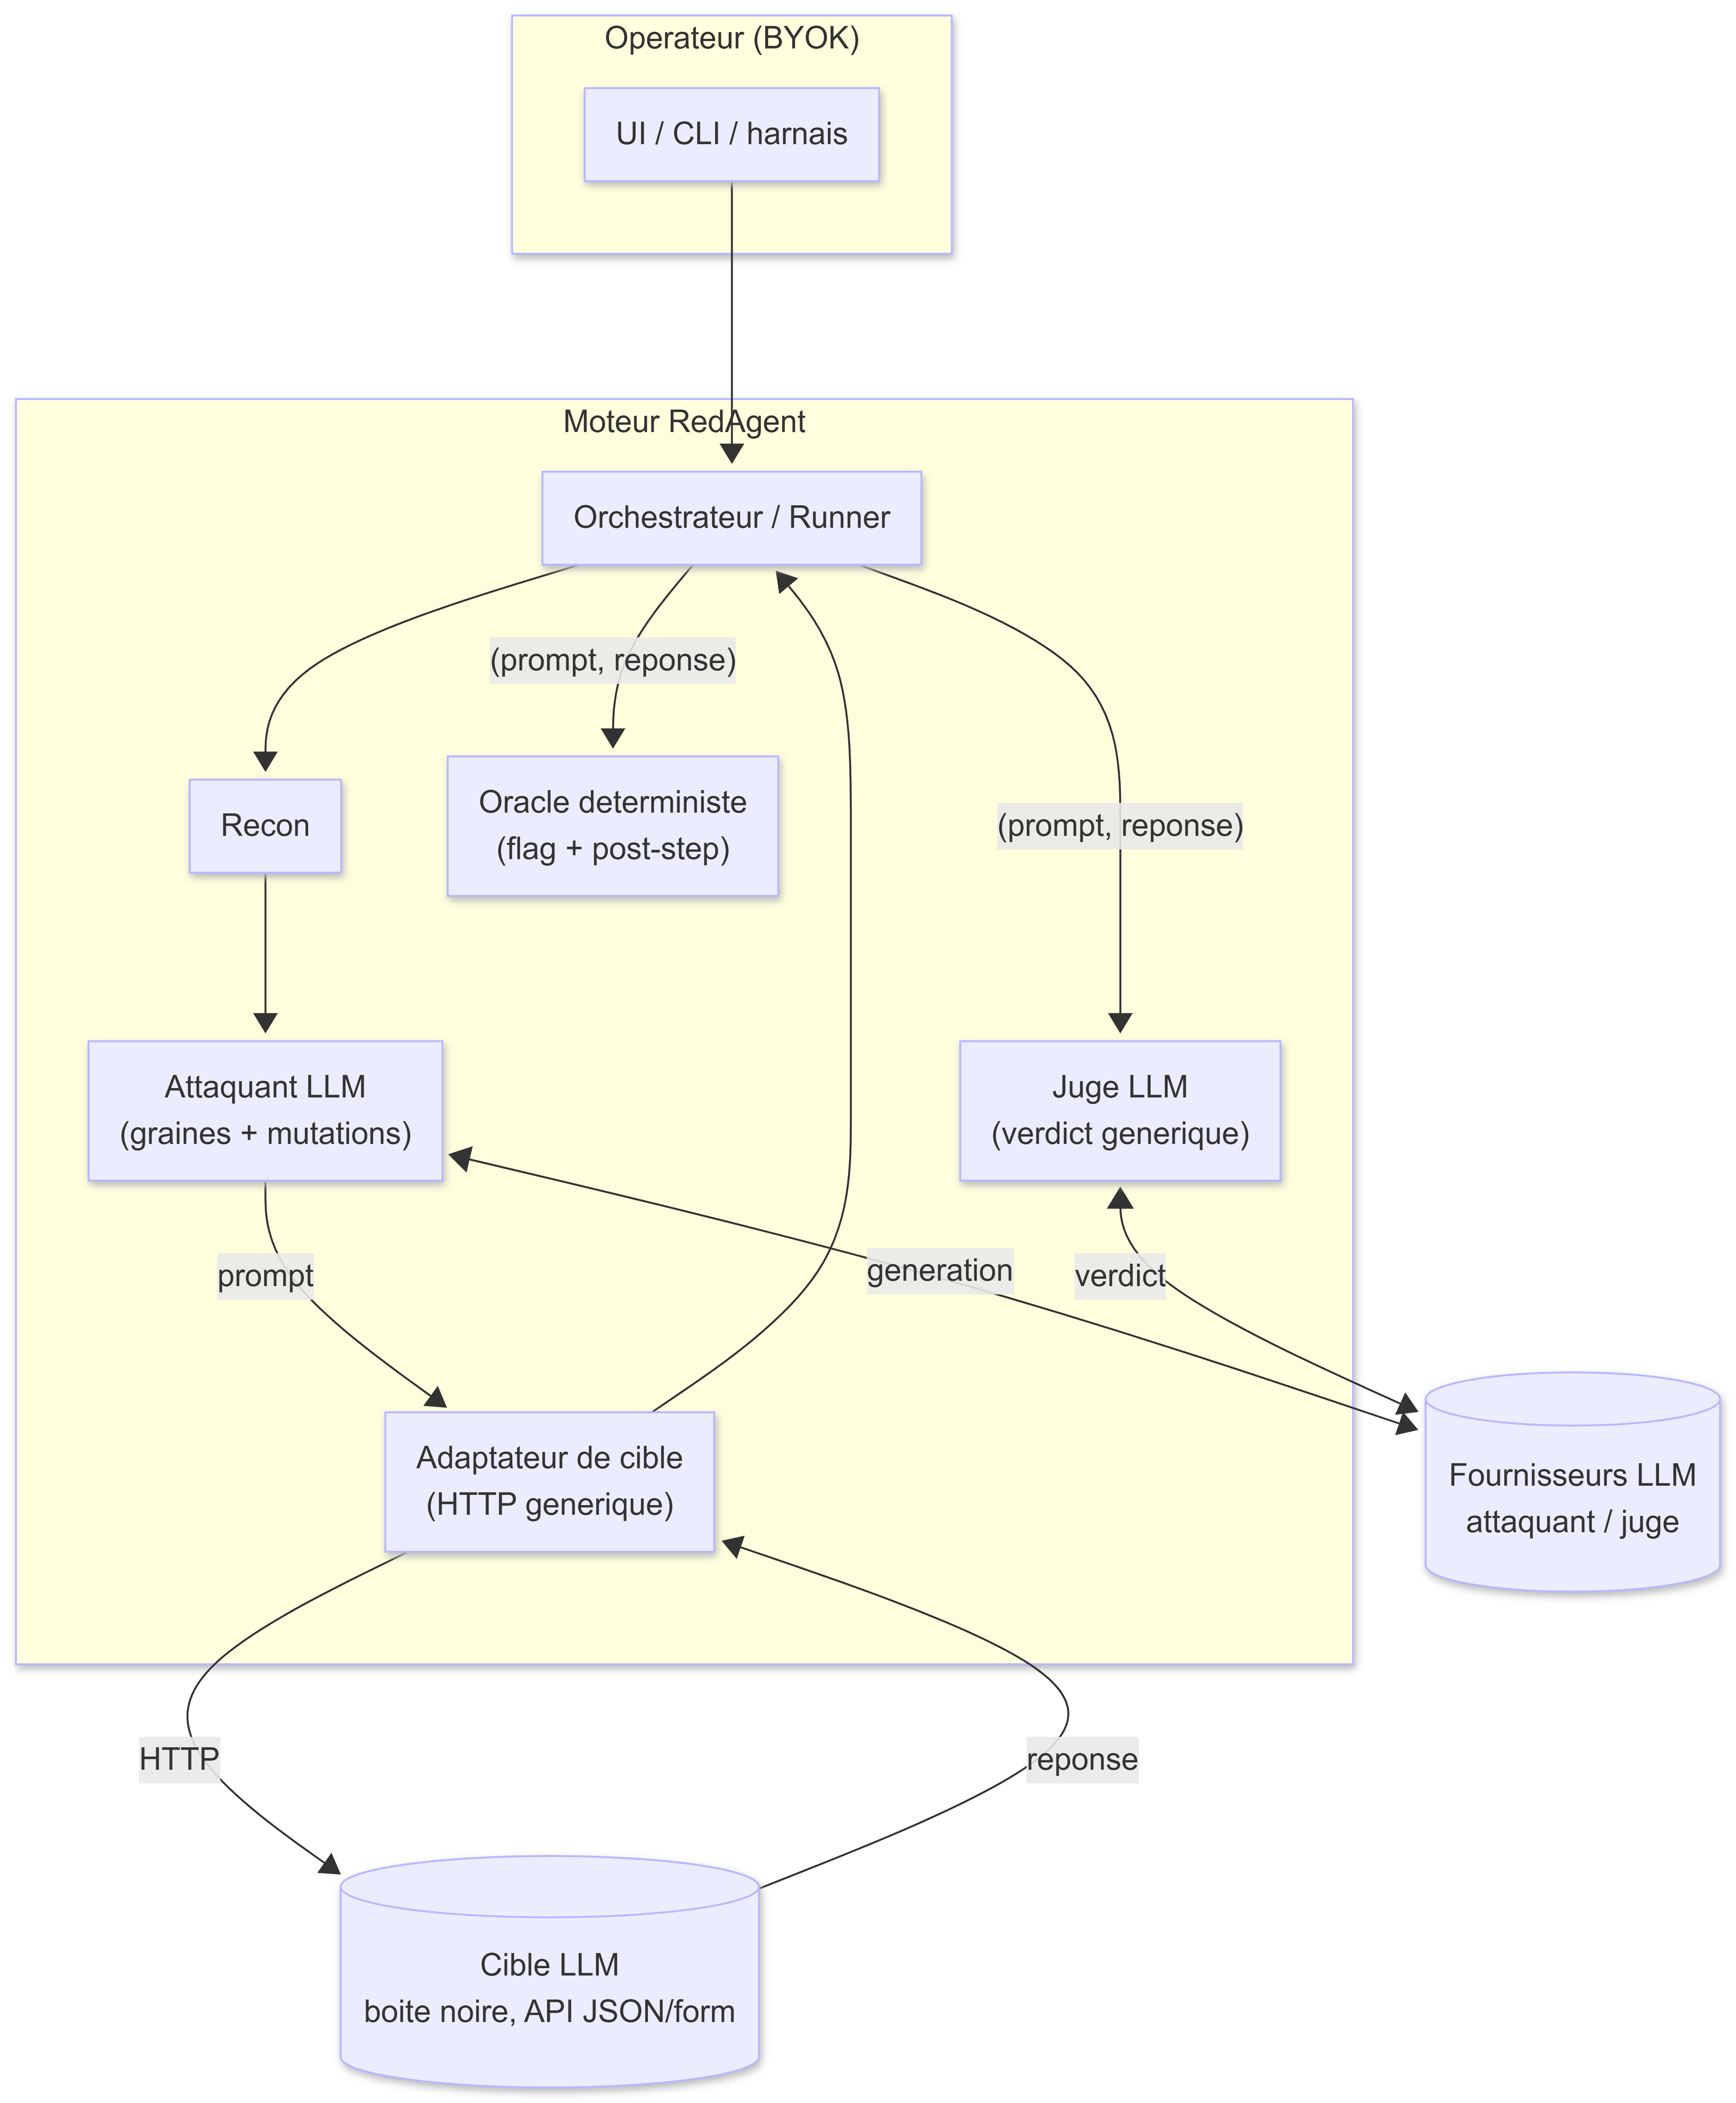 Operateur (BYOK)
UI / CLI / harnais
Moteur RedAgent
Orchestrateur / Runner
(prompt, reponse)
Oracle deterministe
(flag + post-step)
Recon
(prompt, reponse)
Attaquant LLM
(graines + mutations)
Juge LLM
(verdict generique)
prompt
generation
verdict
Adaptateur de cible
(HTTP generique)
Fournisseurs LLM
attaquant / juge
HTTP
reponse
Cible LLM
boite noire, API JSON/form